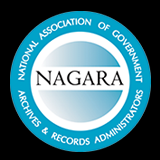 NATIONAL ASSOCIATION OF GOVERNMENT
NAGARA
ARCHIVES & RECORDS ADMINISTRATORS